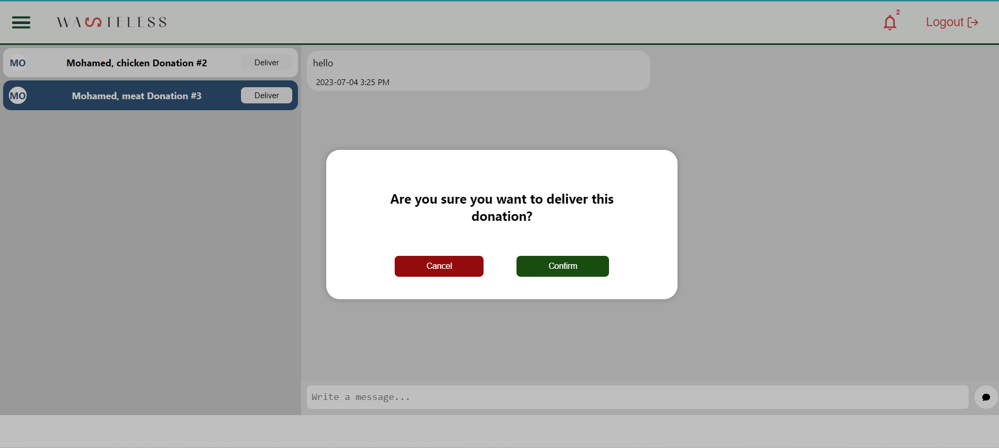 WASTELESS
2
Logout
MO Mohamed, chicken Donation #2 Deliver
MO Mohamed, meat Donation #3 Deliver
hello
2023-07-04 3:25 PM
Are you sure you want to deliver this
donation?
Cancel Confirm
Write a message...